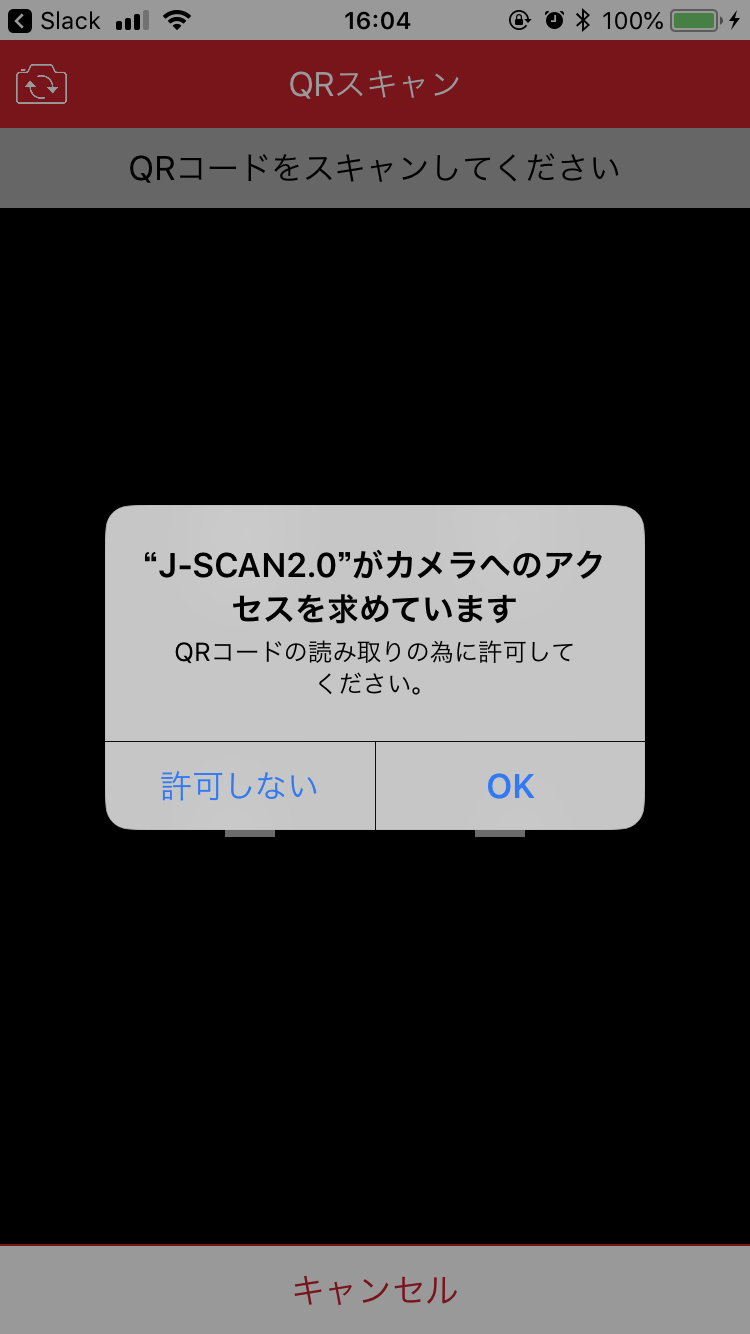 Slack 16:04 100%
QRスキャン
QRコードをスキャンしてください
“J-SCAN2.0”がカメラへのアク
セスを求めています
QRコードの読み取りの為に許可して
ください。
許可しない OK
キャンセル